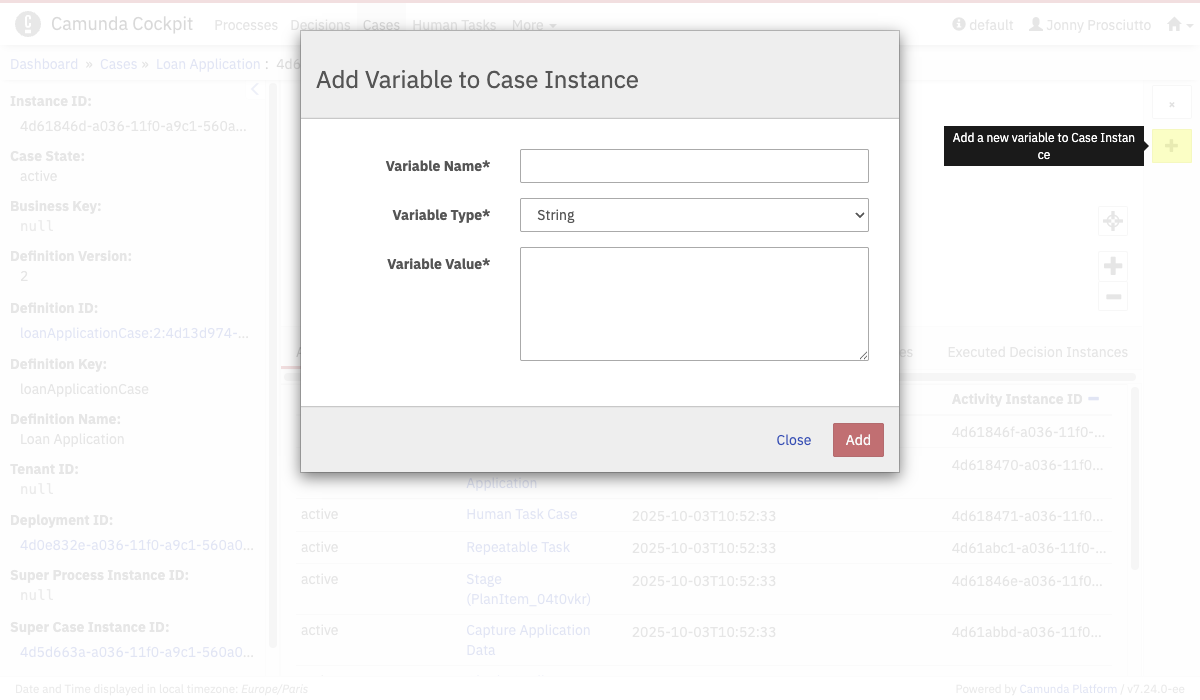 Camunda Cockpit Processes Decisions Cases Human Tasks More default Jonny Prosciutto
Dashboard » Cases » Loan Application : 4d6
Add Variable to Case Instance
Variable Name*
Variable Type*
String
Variable Value*
Close
Add
Add a new variable to Case Instan
ce
Instance ID:
4d61846d-a036-11f0-a9c1-560a...
Case State:
active
Business Key:
null
Definition Version:
2
Definition ID:
loanApplicationCase:2:4d13d974-...
Definition Key:
loanApplicationCase
Definition Name:
Loan Application
Tenant ID:
null
Deployment ID:
4d0e832e-a036-11f0-a9c1-560a0...
Super Process Instance ID:
null
Super Case Instance ID:
4d5d663a-a036-11f0-a9c1-560a0...
Executed Decision Instances
Activity Instance ID
4d61846f-a036-11f0-...
4d618470-a036-11f0...
Application
active Human Task Case 2025-10-03T10:52:33 4d618471-a036-11f0...
active Repeatable Task 2025-10-03T10:52:33 4d61abc1-a036-11f0-...
active Stage 2025-10-03T10:52:33 4d61846e-a036-11f0...
(PlanItem_04t0vkr)
active Capture Application 2025-10-03T10:52:33 4d61abbd-a036-11f0...
Data
Date and Time displayed in local timezone: Europe/Paris
Powered by Camunda Platform / v7.24.0-ee